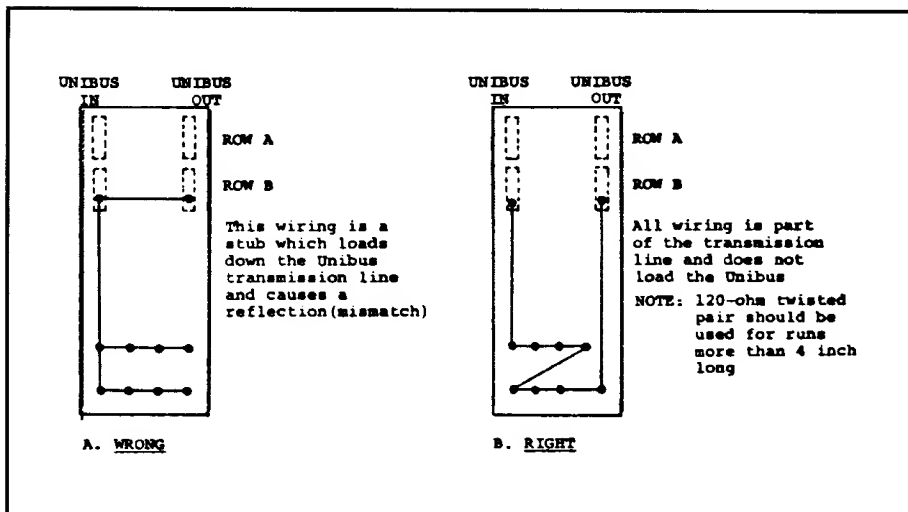 UNIBUS IN
UNIBUS OUT
ROW A
ROW B
This wiring is a
stub which loads
down the Unibus
transmission line
and causes a
reflection(mismatch)
A. WRONG
UNIBUS IN
UNIBUS OUT
ROW A
ROW B
All wiring is part
of the transmission
line and does not
load the Unibus
NOTE: 120-ohm twisted
pair should be
used for runs
more than 4 inch
long
B. RIGHT